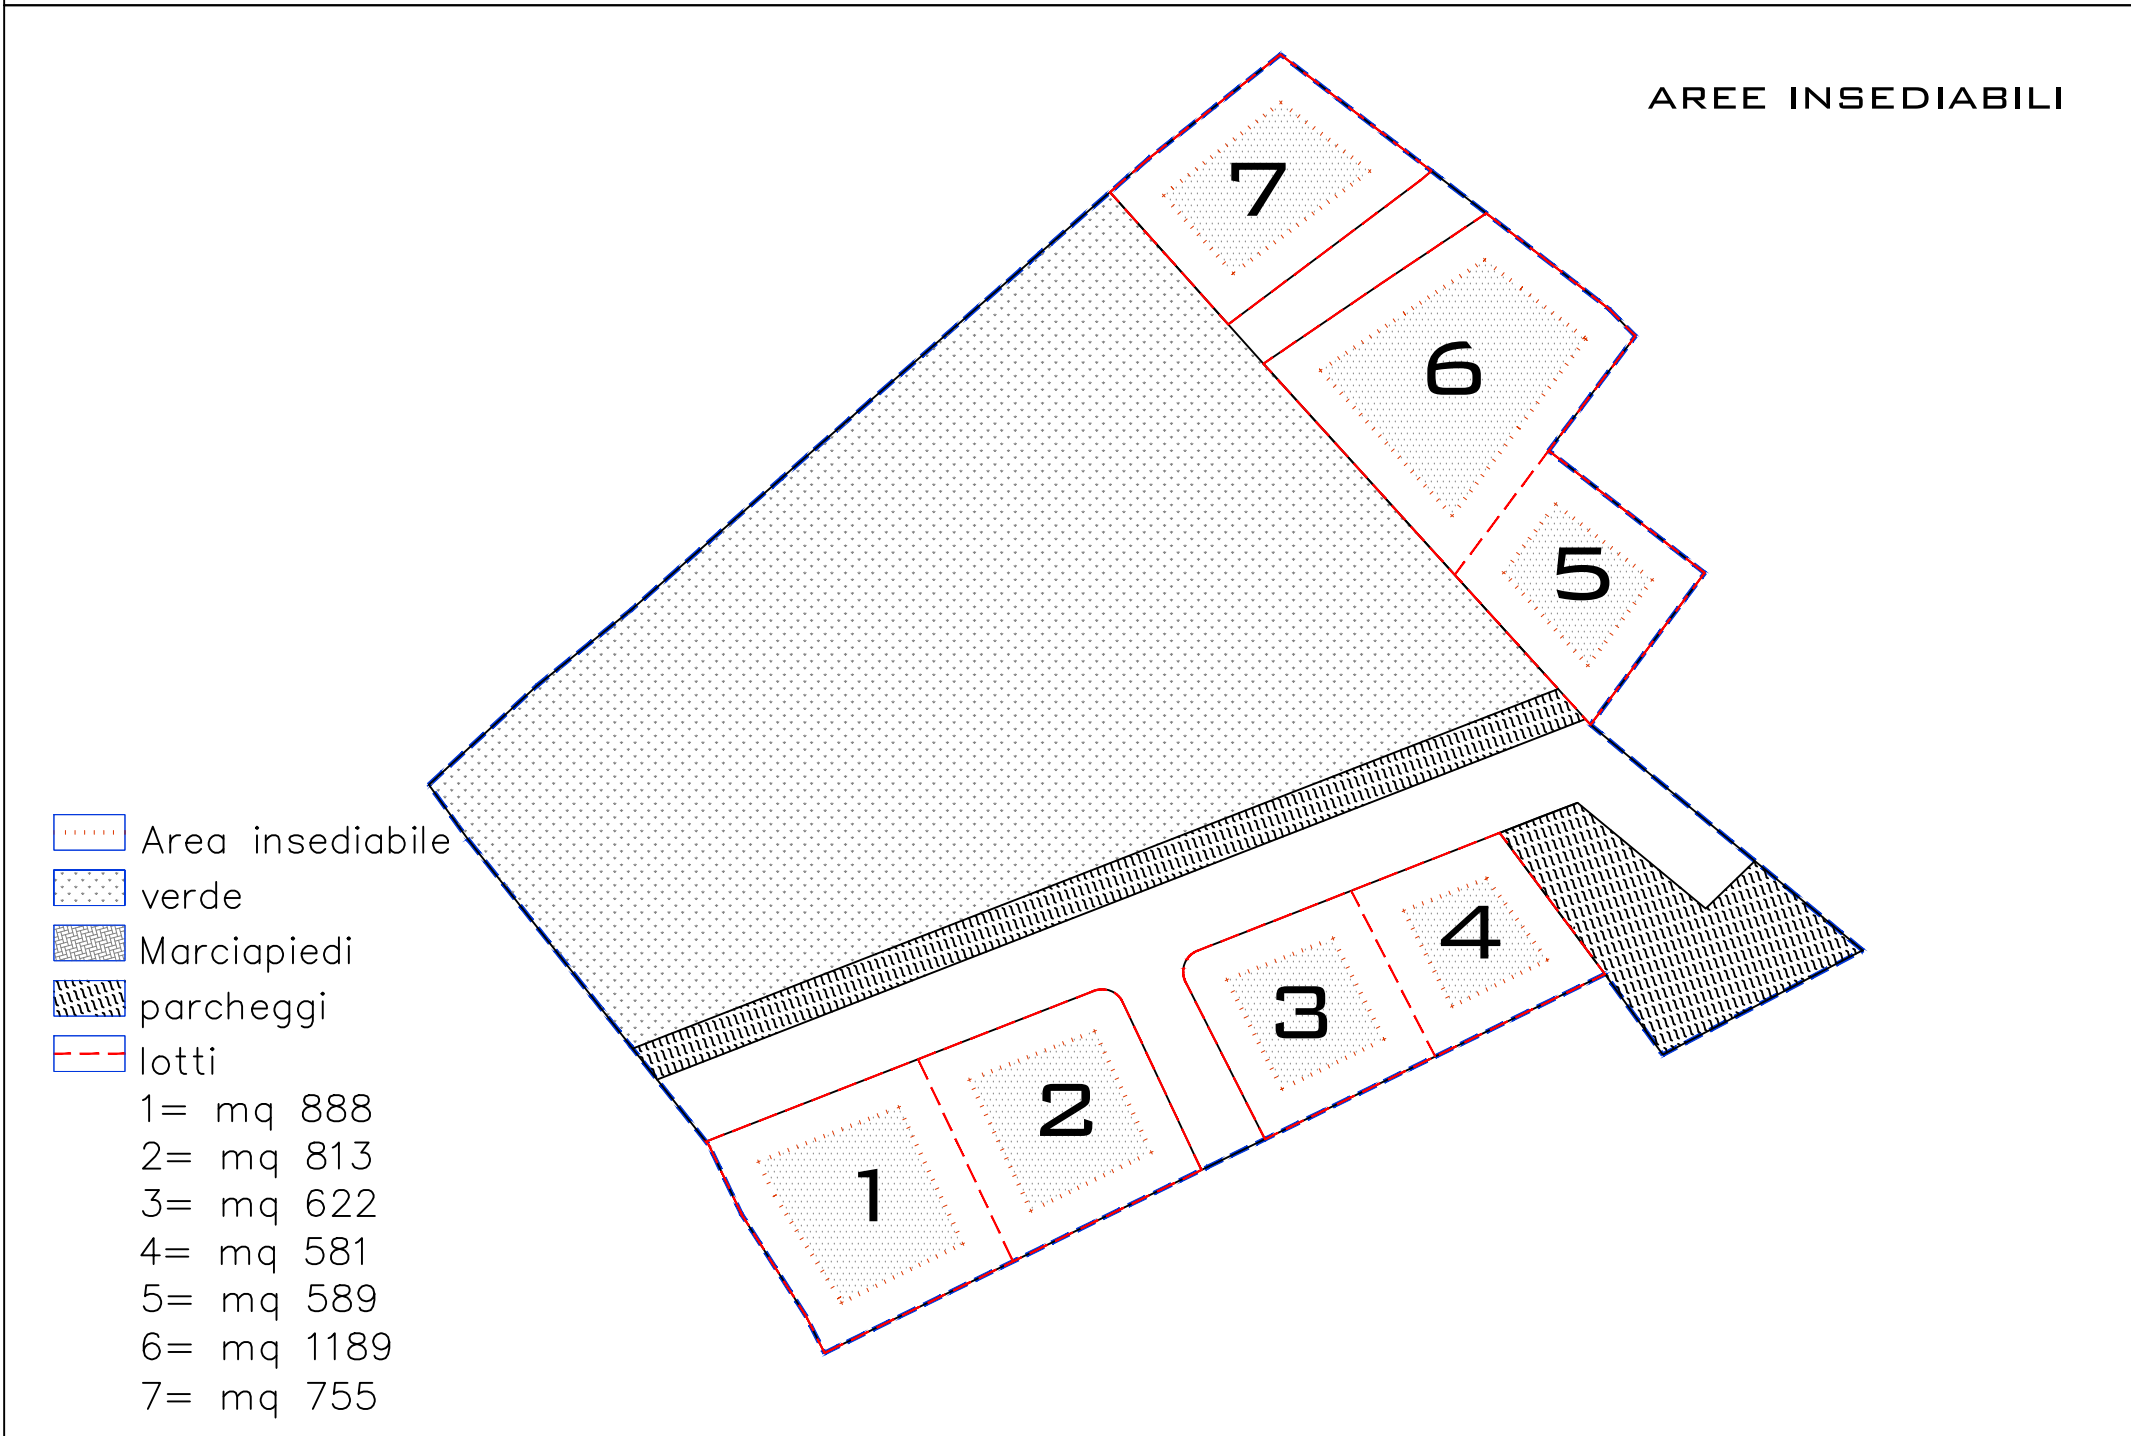 AREE INSEDIABILI
7
6
5
4
3
2
1
Area insediabile
verde
Marciapiedi
parcheggi
lotti
1= mq 888
2= mq 813
3= mq 622
4= mq 581
5= mq 589
6= mq 1189
7= mq 755